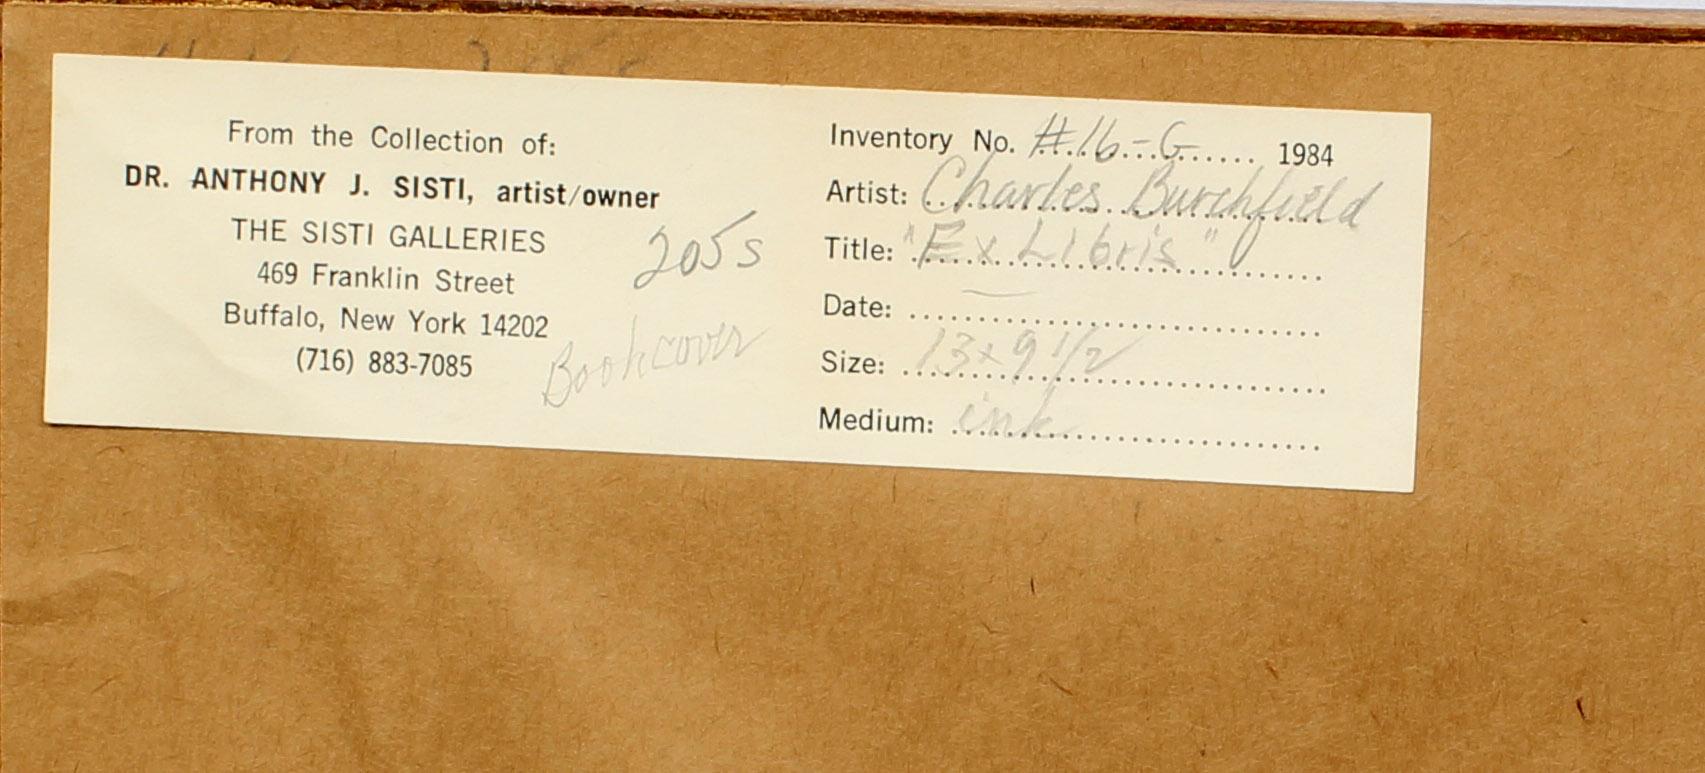 From the Collection of:
DR. ANTHONY J. SISTI, artist/owner
THE SISTI GALLERIES
469 Franklin Street
Buffalo, New York 14202
(716) 883-7085
205s
Bookcover
Inventory No. #16-G 1984
Artist: Charles Burchfield
Title: "Ex Libris"
Date:
Size: 13x9 1/2
Medium: ink